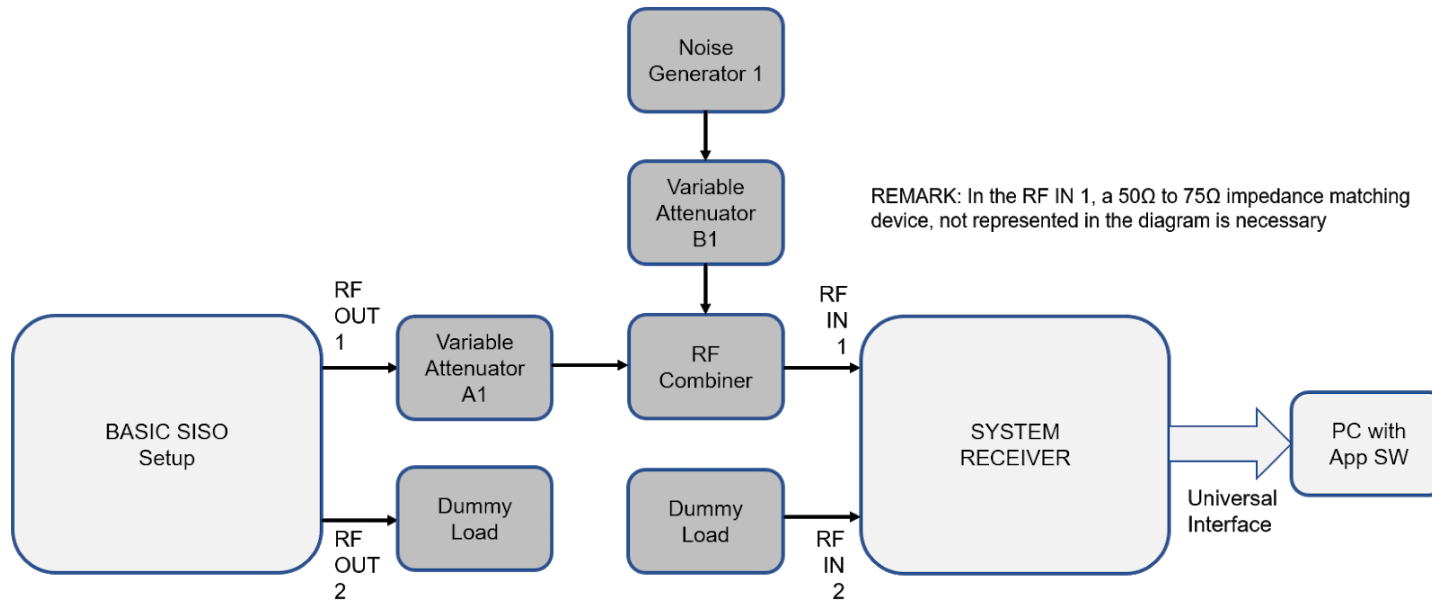 Noise
Generator 1
Variable
Attenuator
B1
REMARK: In the RF IN 1, a 50Ω to 75Ω impedance matching
device, not represented in the diagram is necessary
RF
OUT
1
Variable
Attenuator
A1
RF
Combiner
RF
IN
1
BASIC SISO
Setup
SYSTEM
RECEIVER
PC with
App SW
Universal
Interface
Dummy
Load
Dummy
Load
RF
OUT
2
RF
IN
2